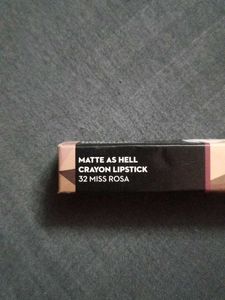 MATTE AS HELL
CRAYON LIPSTICK
32 MISS ROSA